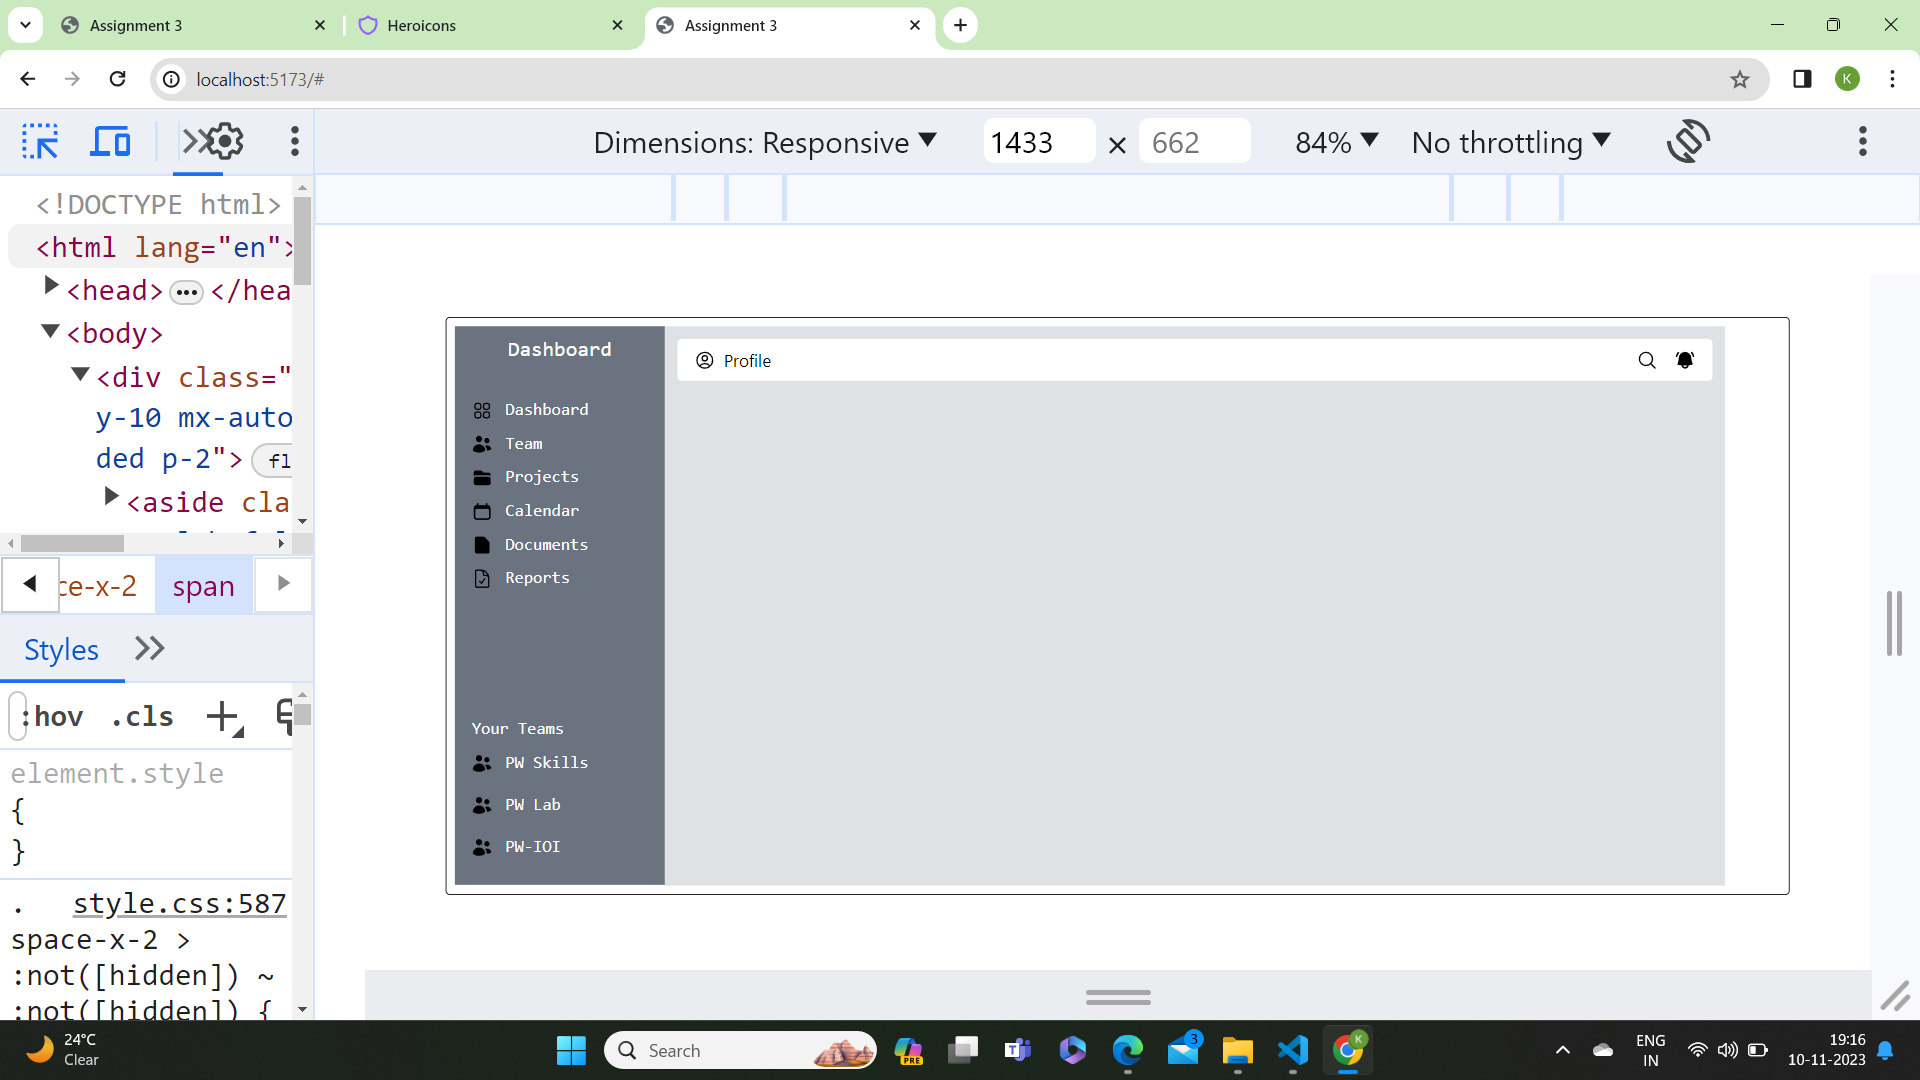 Assignment 3
Heroicons
Assignment 3
localhost:5173/#
K
Dimensions: Responsive
1433 × 662
84%
No throttling
<!DOCTYPE html>
<html lang="en">
<head> ••• </hea
<body>
<div class="
y-10 mx-auto
ded p-2"> fl
<aside cla
ce-x-2
span
Styles
:hov .cls
element.style
{
}
. style.css:587
space-x-2 >
:not([hidden]) ~
:not([hidden]) {
Dashboard
Dashboard
Team
Projects
Calendar
Documents
Reports
Your Teams
PW Skills
PW Lab
PW-IOI
Profile
24°C
Clear
Search
PRE
3
K
ENG
IN
19:16
10-11-2023